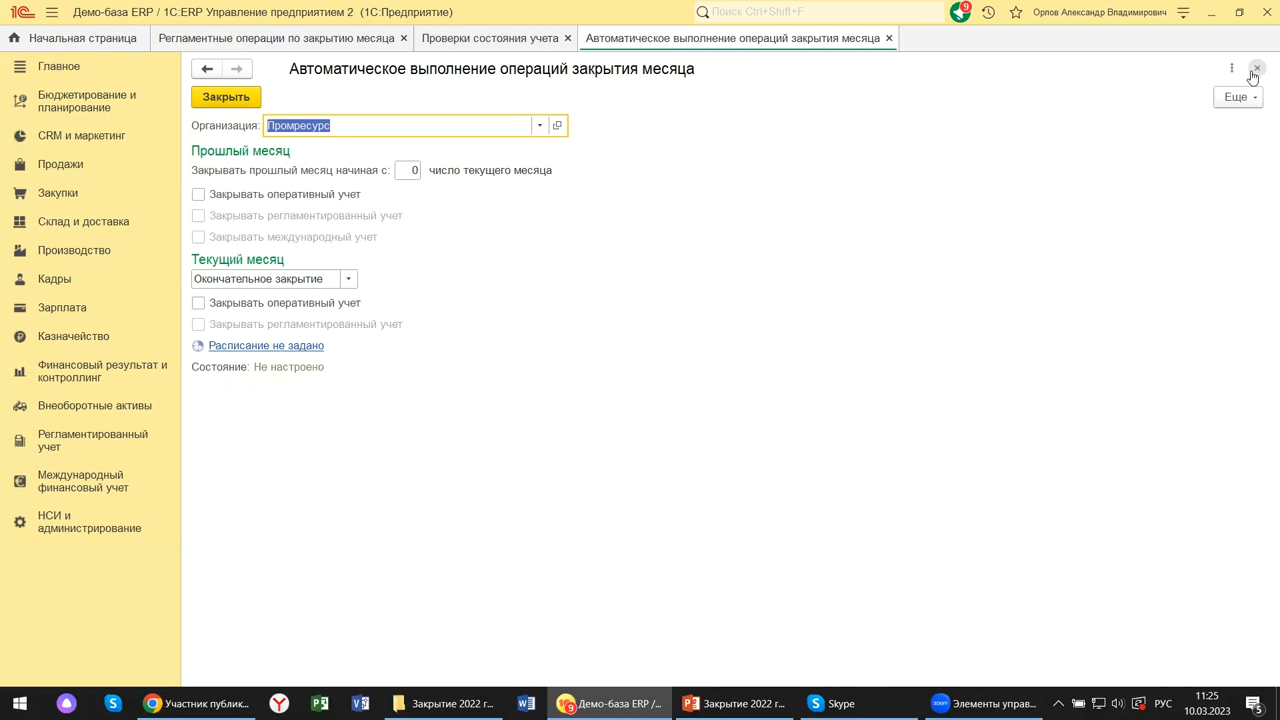 Демо-база ERP / 1С:ERP Управление предприятием 2 (1С:Предприятие)
Поиск Ctrl+Shift+F
9
Орлов Александр Владимирович
Начальная страница
Регламентные операции по закрытию месяца
Проверки состояния учета
Автоматическое выполнение операций закрытия месяца
Главное
Бюджетирование и
планирование
CRM и маркетинг
Продажи
Закупки
Склад и доставка
Производство
Кадры
Зарплата
Казначейство
Финансовый результат и
контроллинг
Внеоборотные активы
Регламентированный
учет
Международный
финансовый учет
НСИ и
администрирование
Автоматическое выполнение операций закрытия месяца
Закрыть
Еще
Организация: Промресурс
Прошлый месяц
Закрывать прошлый месяц начиная с: 0 число текущего месяца
Закрывать оперативный учет
Закрывать регламентированный учет
Закрывать международный учет
Текущий месяц
Окончательное закрытие
Закрывать оперативный учет
Закрывать регламентированный учет
Расписание не задано
Состояние: Не настроено
Участник публик...
Закрытие 2022 г...
Демо-база ERP /...
Закрытие 2022 г...
Skype
Элементы управ...
РУС
11:25
10.03.2023
5